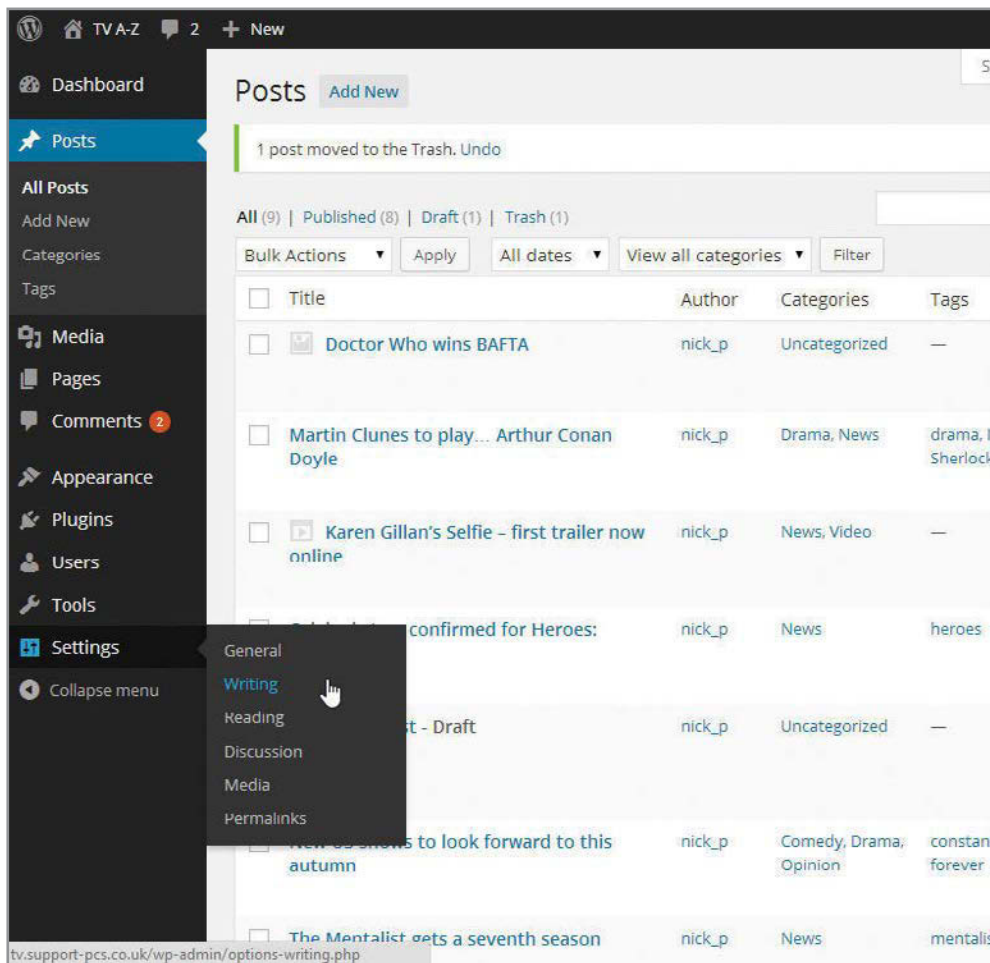 TV A-Z 2 + New
S
Dashboard
Posts
All Posts
Add New
Categories
Tags
Media
Pages
Comments 2
Appearance
Plugins
Users
Tools
Settings
Collapse menu
General
Writing
Reading
Discussion
Media
Permalinks
Posts Add New
1 post moved to the Trash. Undo
All (9) | Published (8) | Draft (1) | Trash (1)
Bulk Actions Apply All dates View all categories Filter
Title Author Categories Tags
Doctor Who wins BAFTA nick_p Uncategorized —
Martin Clunes to play... Arthur Conan nick_p Drama, News drama,
Doyle Sherlock
Karen Gillan's Selfie – first trailer now nick_p News, Video —
online
confirmed for Heroes: nick_p News heroes
- Draft nick_p Uncategorized —
to look forward to this nick_p Comedy, Drama, constan
autumn Opinion forever
The Mentalist gets a seventh season nick_p News mentalis
tv.support-pcs.co.uk/wp-admin/options-writing.php